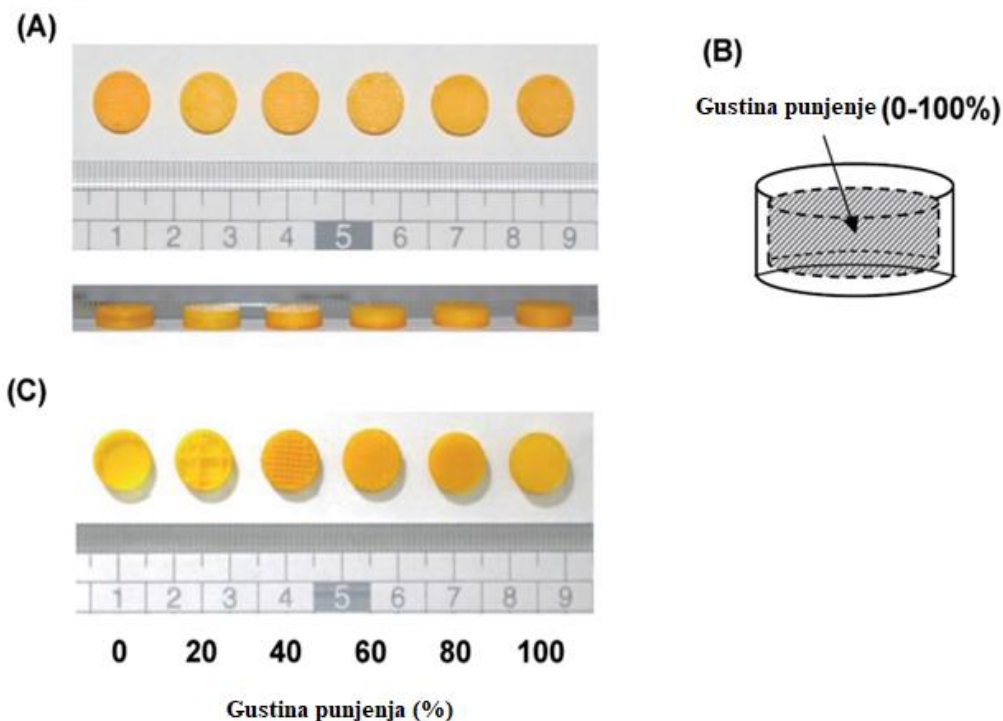 (A)
1 2 3 4 5 6 7 8 9
(B)
Gustina punjenje (0-100%)
(C)
1 2 3 4 5 6 7 8 9
0 20 40 60 80 100
Gustina punjenja (%)